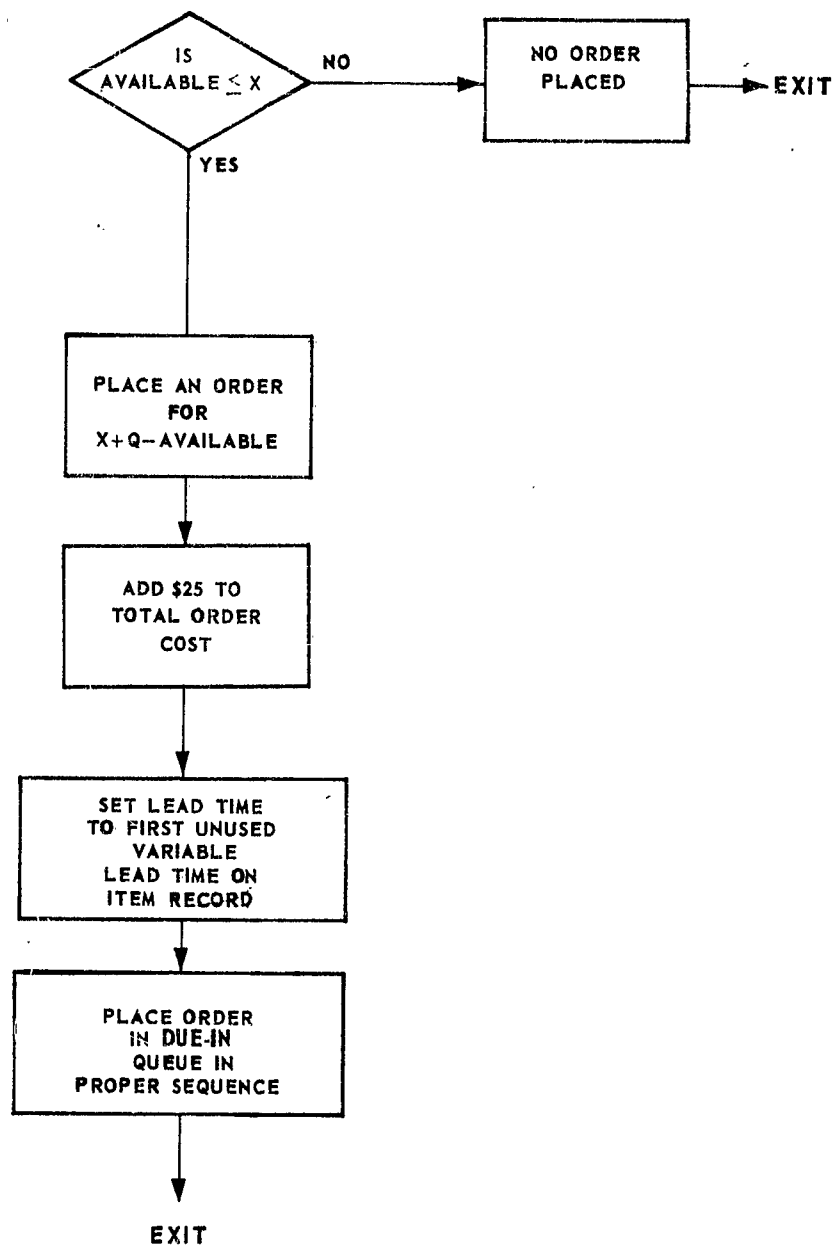 IS
AVAILABLE ≤ X
NO
NO ORDER
PLACED
EXIT
YES
PLACE AN ORDER
FOR
X+Q-AVAILABLE
ADD $25 TO
TOTAL ORDER
COST
SET LEAD TIME
TO FIRST UNUSED
VARIABLE
LEAD TIME ON
ITEM RECORD
PLACE ORDER
IN DUE-IN
QUEUE IN
PROPER SEQUENCE
EXIT